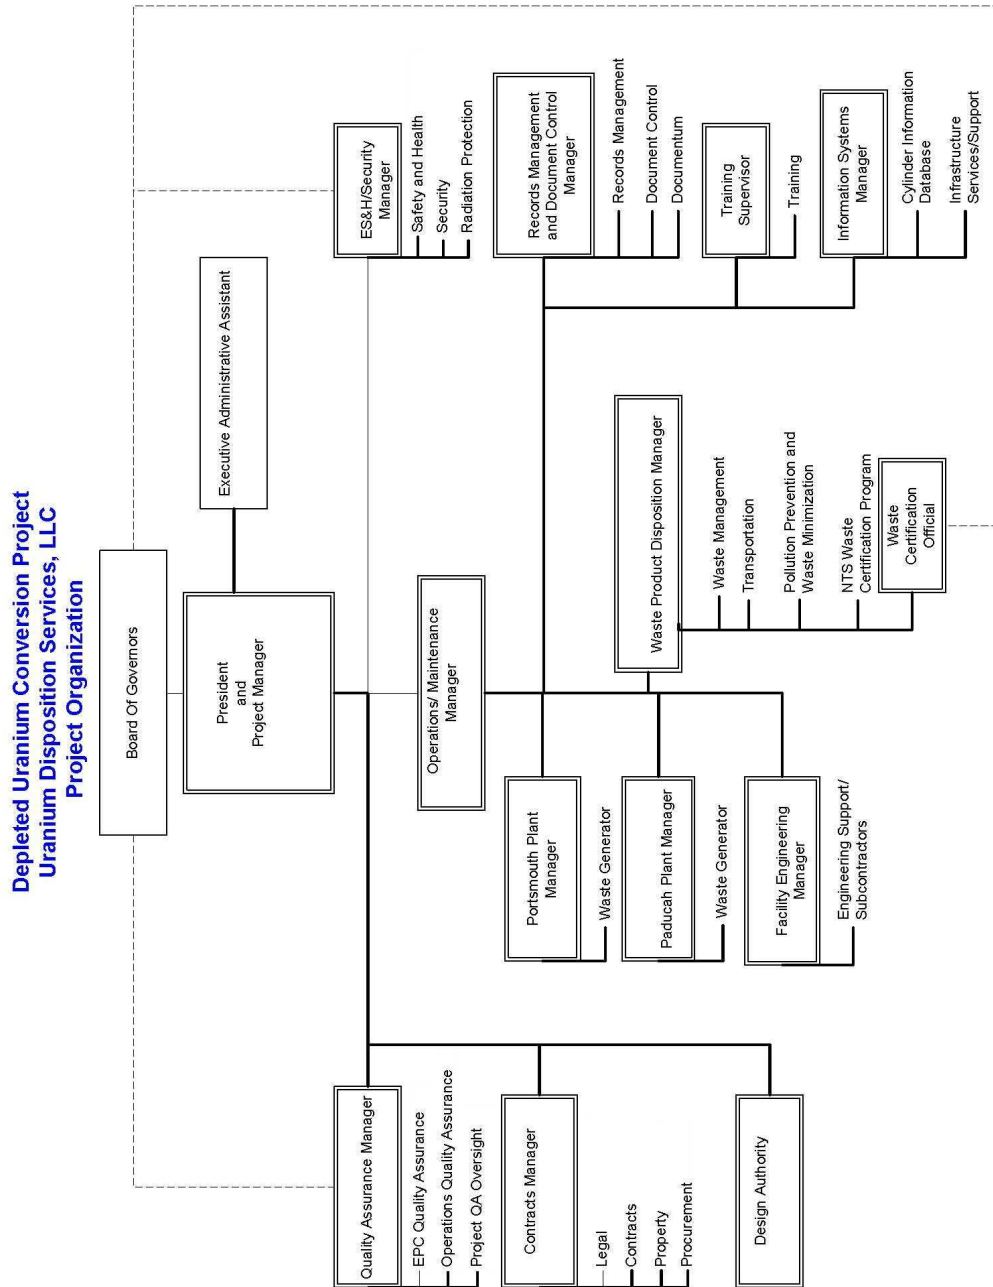 Depleted Uranium Conversion Project
Uranium Disposition Services, LLC
Project Organization
Board Of Governors
President
and
Project Manager
Executive Administrative Assistant
Quality Assurance Manager
EPC Quality Assurance
Operations Quality Assurance
Project QA Oversight
Contracts Manager
Legal
Contracts
Property
Procurement
Design Authority
Operations/ Maintenance
Manager
Portsmouth Plant
Manager
Waste Generator
Paducah Plant Manager
Waste Generator
Facility Engineering
Manager
Engineering Support/
Subcontractors
Waste Product Disposition Manager
Waste Management
Transportation
Pollution Prevention and
Waste Minimization
NTS Waste
Certification Program
Waste
Certification
Official
ES&H/Security
Manager
Safety and Health
Security
Radiation Protection
Records Management
and Document Control
Manager
Records Management
Document Control
Documentum
Training
Supervisor
Training
Information Systems
Manager
Cylinder Information
Database
Infrastructure
Services/Support